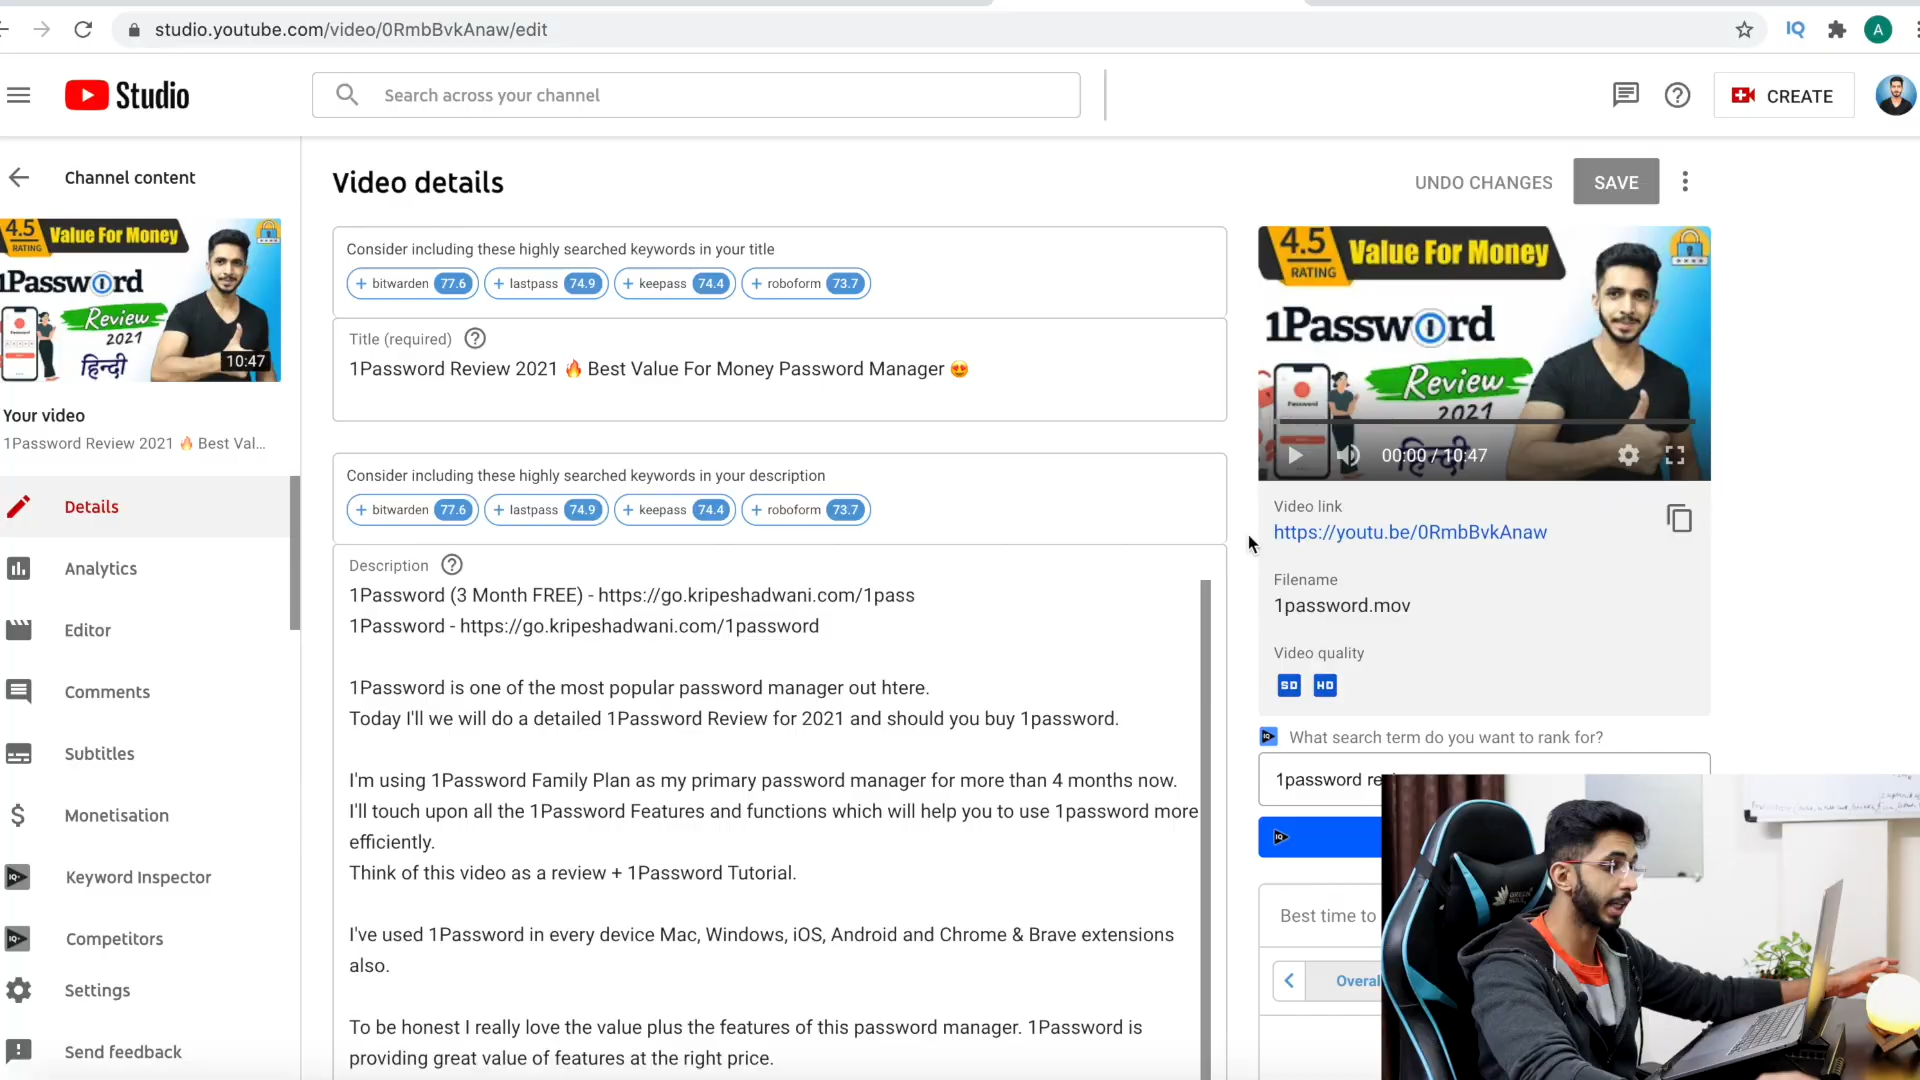 studio.youtube.com/video/0RmbBvkAnaw/edit
IQ
A
Studio
Search across your channel
CREATE
Channel content
4.5
RATING
Value For Money
1Password
Review
2021
हिन्दी
10:47
Your video
1Password Review 2021 🔥 Best Val...
Details
Analytics
Editor
Comments
Subtitles
Monetisation
Keyword Inspector
Competitors
Settings
Send feedback
Video details
UNDO CHANGES
SAVE
Consider including these highly searched keywords in your title
+ bitwarden 77.6 + lastpass 74.9 + keepass 74.4 + roboform 73.7
Title (required)
1Password Review 2021 🔥 Best Value For Money Password Manager 😍
Consider including these highly searched keywords in your description
+ bitwarden 77.6 + lastpass 74.9 + keepass 74.4 + roboform 73.7
Description
1Password (3 Month FREE) - https://go.kripeshadwani.com/1pass
1Password - https://go.kripeshadwani.com/1password
1Password is one of the most popular password manager out htere.
Today I'll we will do a detailed 1Password Review for 2021 and should you buy 1password.
I'm using 1Password Family Plan as my primary password manager for more than 4 months now.
I'll touch upon all the 1Password Features and functions which will help you to use 1password more
efficiently.
Think of this video as a review + 1Password Tutorial.
I've used 1Password in every device Mac, Windows, iOS, Android and Chrome & Brave extensions
also.
To be honest I really love the value plus the features of this password manager. 1Password is
providing great value of features at the right price.
4.5
RATING
Value For Money
1Password
Review
2021
हिन्दी
00:00 / 10:47
Video link
https://youtu.be/0RmbBvkAnaw
Filename
1password.mov
Video quality
SD HD
What search term do you want to rank for?
1password re
Best time to
Overal